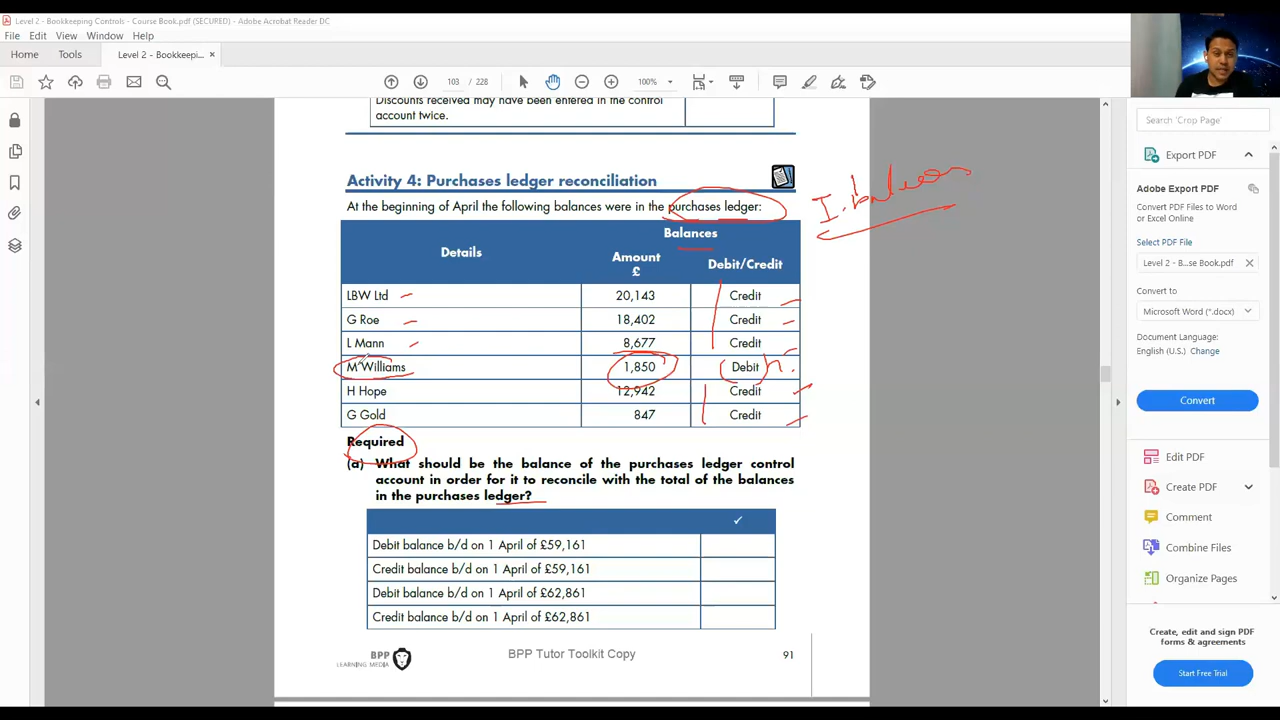 Level 2 - Bookkeeping Controls - Course Book.pdf (SECURED) - Adobe Acrobat Reader DC
File Edit View Window Help
Home Tools Level 2 - Bookkeepi... ×
103 / 228 100%
Discounts received may have been entered in the control
account twice.
Activity 4: Purchases ledger reconciliation
At the beginning of April the following balances were in the purchases ledger:
Details
Balances
Amount
£
Debit/Credit
LBW Ltd 20,143 Credit
G Roe 18,402 Credit
L Mann 8,677 Credit
M Williams 1,850 Debit
H Hope 12,942 Credit
G Gold 847 Credit
Required
(a) What should be the balance of the purchases ledger control
account in order for it to reconcile with the total of the balances
in the purchases ledger?
✓
Debit balance b/d on 1 April of £59,161
Credit balance b/d on 1 April of £59,161
Debit balance b/d on 1 April of £62,861
Credit balance b/d on 1 April of £62,861
BPP
LEARNING MEDIA
BPP Tutor Toolkit Copy
91
Search 'Crop Page'
Export PDF
Adobe Export PDF
Convert PDF Files to Word
or Excel Online
Select PDF File
Level 2 - B...se Book.pdf
Convert to
Microsoft Word (*.docx)
Document Language:
English (U.S.) Change
Convert
Edit PDF
Create PDF
Comment
Combine Files
Organize Pages
Create, edit and sign PDF
forms & agreements
Start Free Trial